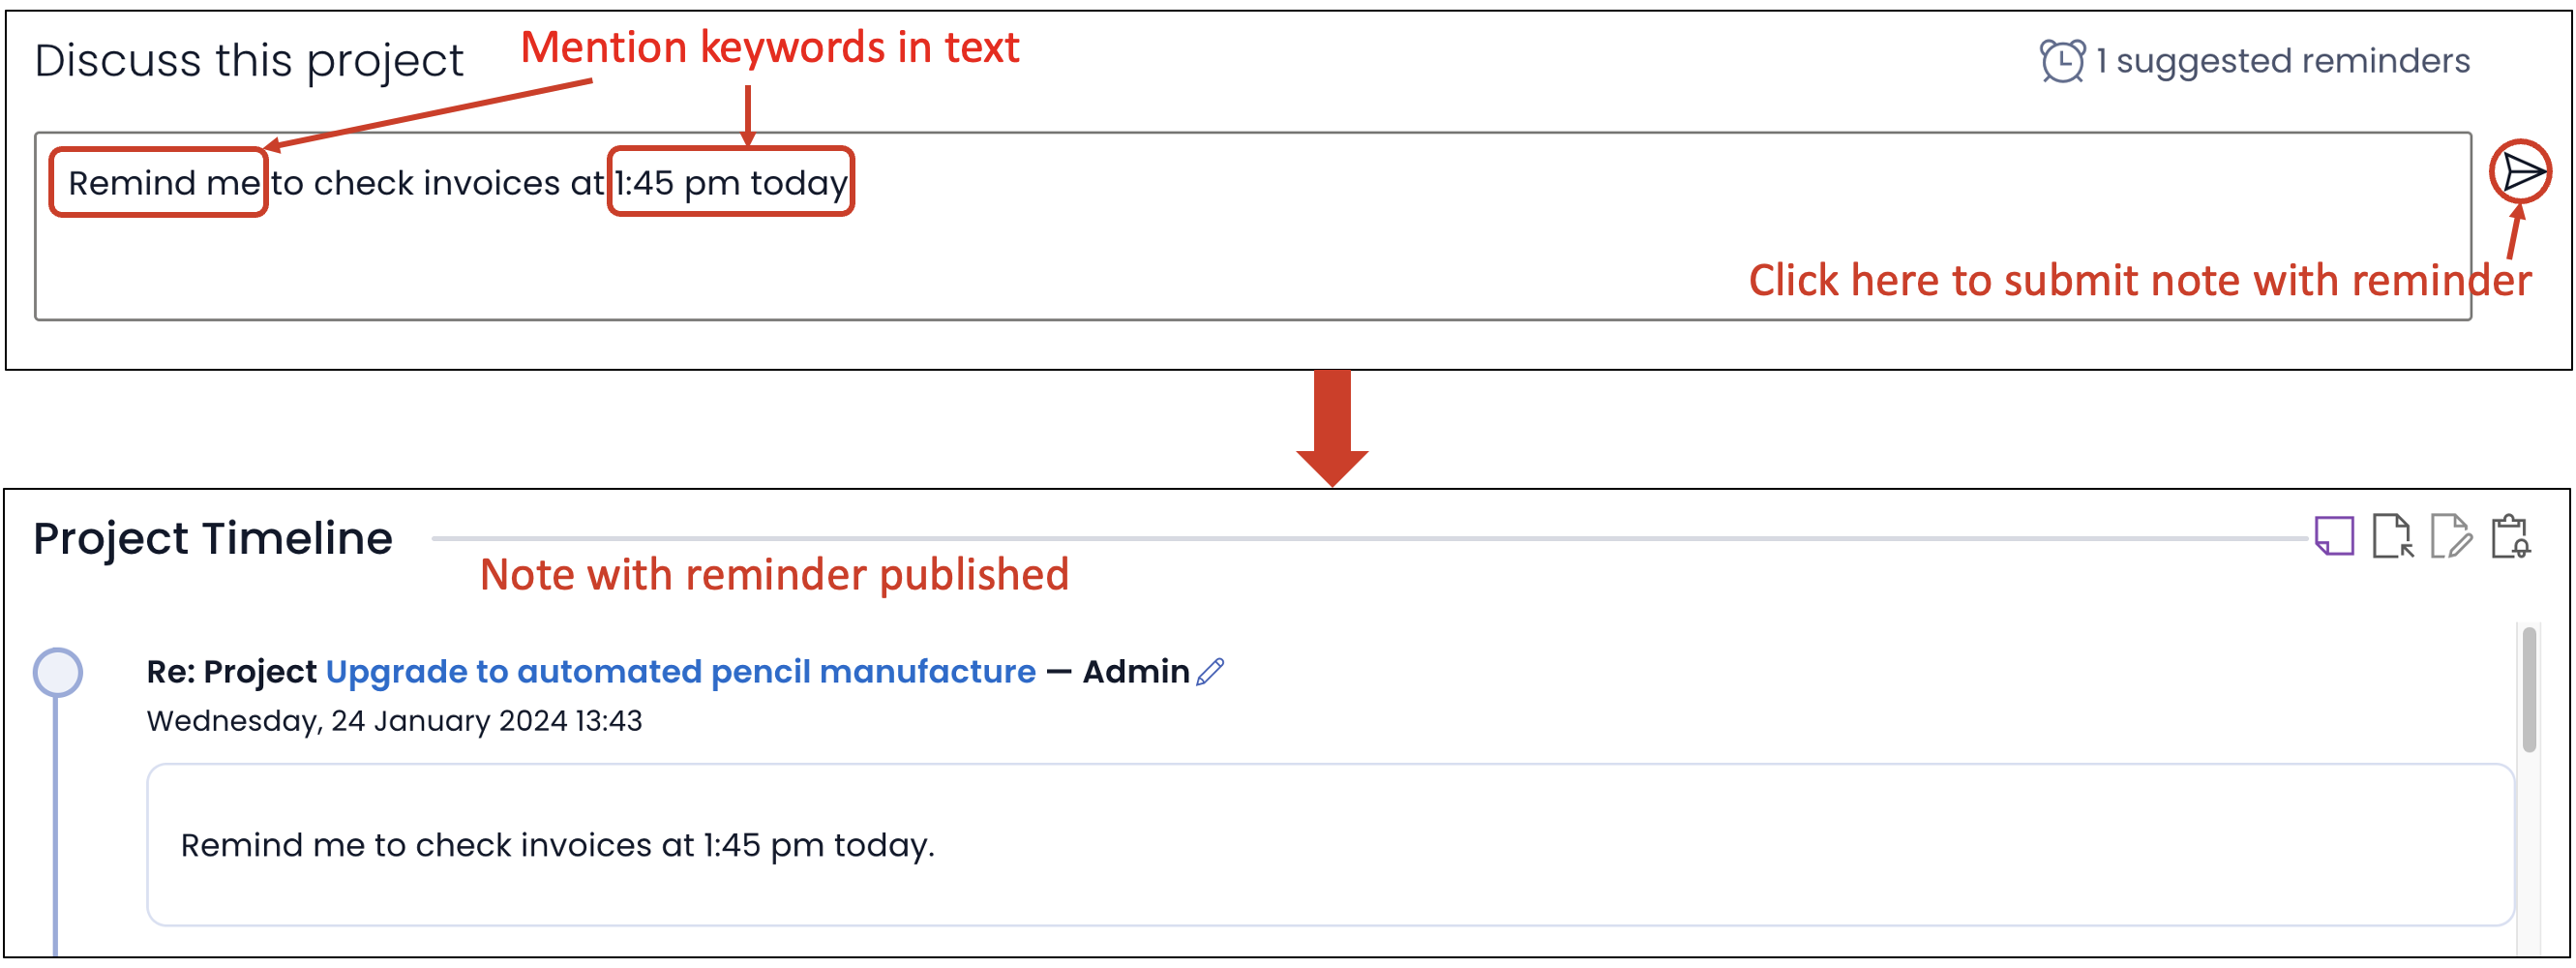 Mention keywords in text
Discuss this project
1 suggested reminders
Remind me to check invoices at 1:45 pm today
Click here to submit note with reminder
Project Timeline
Note with reminder published
Re: Project Upgrade to automated pencil manufacture — Admin
Wednesday, 24 January 2024 13:43
Remind me to check invoices at 1:45 pm today.